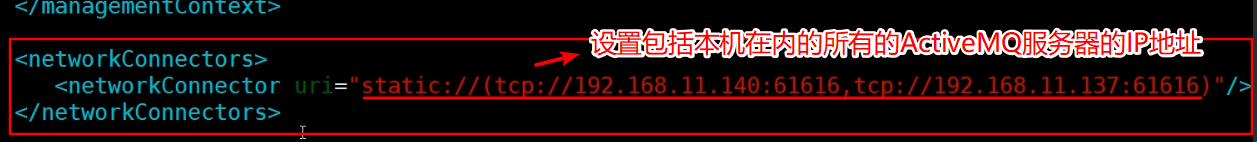 </managementContext>
设置包括本机在内的所有的ActiveMQ服务器的IP地址
<networkConnectors>
<networkConnector uri="static://(tcp://192.168.11.140:61616,tcp://192.168.11.137:61616)"/>
</networkConnectors>